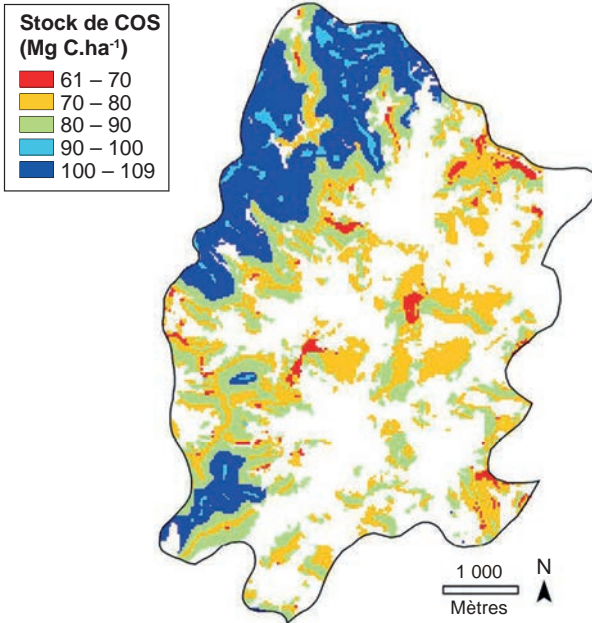 Stock de COS
(Mg C.ha⁻¹)
61 – 70
70 – 80
80 – 90
90 – 100
100 – 109
N
1 000
Mètres